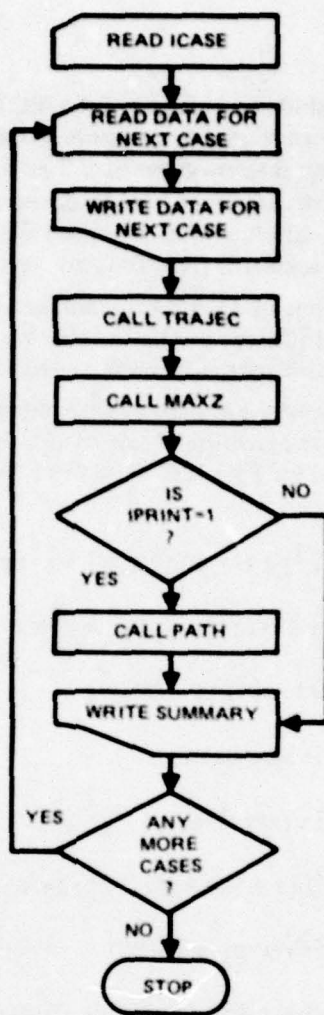 READ ICASE
READ DATA FOR
NEXT CASE
WRITE DATA FOR
NEXT CASE
CALL TRAJEC
CALL MAXZ
IS
IPRINT=1
?
NO
YES
CALL PATH
WRITE SUMMARY
YES
ANY
MORE
CASES
?
NO
STOP